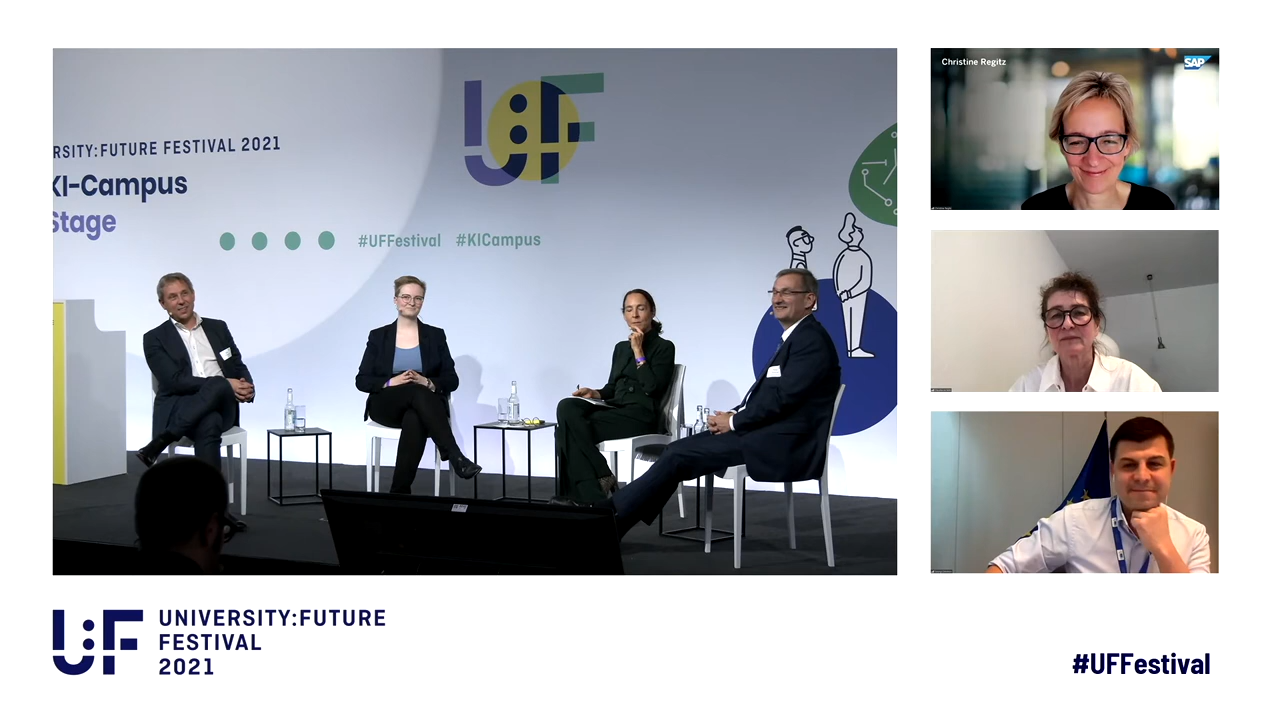 RSITY:FUTURE FESTIVAL 2021
KI-Campus
Stage
#UFFestival #KICampus
U:F
Christine Regitz
SAP
U:F
UNIVERSITY:FUTURE
FESTIVAL
2021
#UFFestival